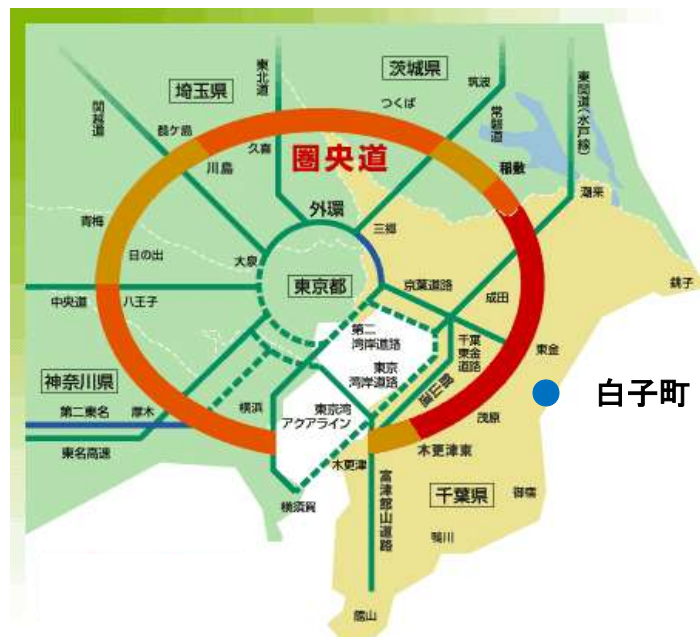 東北道
茨城県
筑波
東関道(水戸線)
埼玉県
つくば
関越道
鶴ケ島
常磐道
久喜
圏央道
川島
稲敷
潮来
外環
青梅
三郷
日の出
大泉
東京都
京葉道路
成田
銚子
中央道
八王子
第二
湾岸道路
千葉
東金
道路
東金
東京
湾岸道路
神奈川県
館山道
白子町
第二東名
厚木
横浜
東京湾
アクアライン
茂原
東名高速
木更津東
木更津
千葉県
御宿
横須賀
富津館山道路
鴨川
館山